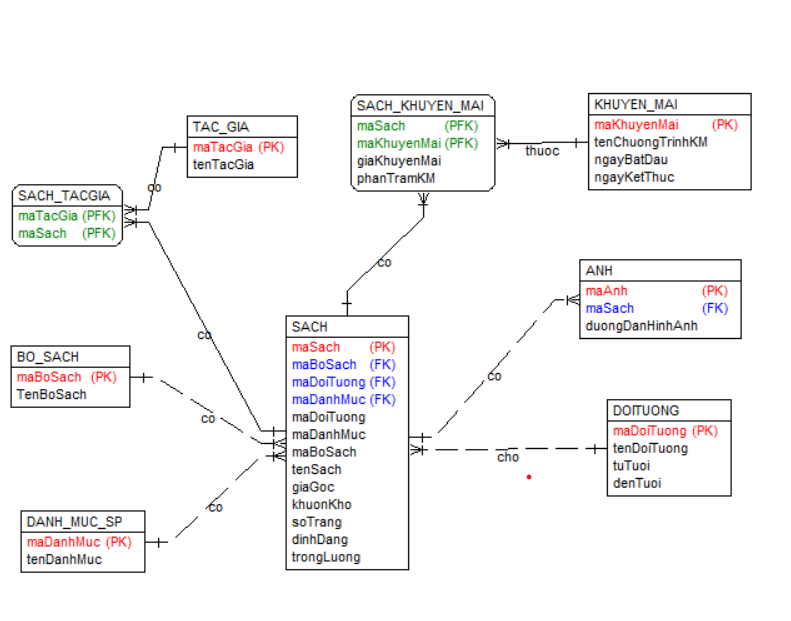 SACH_KHUYEN_MAI
maSach (PFK)
maKhuyenMai (PFK)
giaKhuyenMai
phanTramKM
KHUYEN_MAI
maKhuyenMai (PK)
tenChuongTrinhKM
ngayBatDau
ngayKetThuc
thuoc
TAC_GIA
maTacGia (PK)
tenTacGia
co
SACH_TACGIA
maTacGia (PFK)
maSach (PFK)
co
co
ANH
maAnh (PK)
maSach (FK)
duongDanHinhAnh
co
SACH
maSach (PK)
maBoSach (FK)
maDoiTuong (FK)
maDanhMuc (FK)
maDoiTuong
maDanhMuc
maBoSach
tenSach
giaGoc
khuonKho
soTrang
dinhDang
trongLuong
BO_SACH
maBoSach (PK)
TenBoSach
co
DOITUONG
maDoiTuong (PK)
tenDoiTuong
tuTuoi
denTuoi
cho
DANH_MUC_SP
maDanhMuc (PK)
tenDanhMuc
co